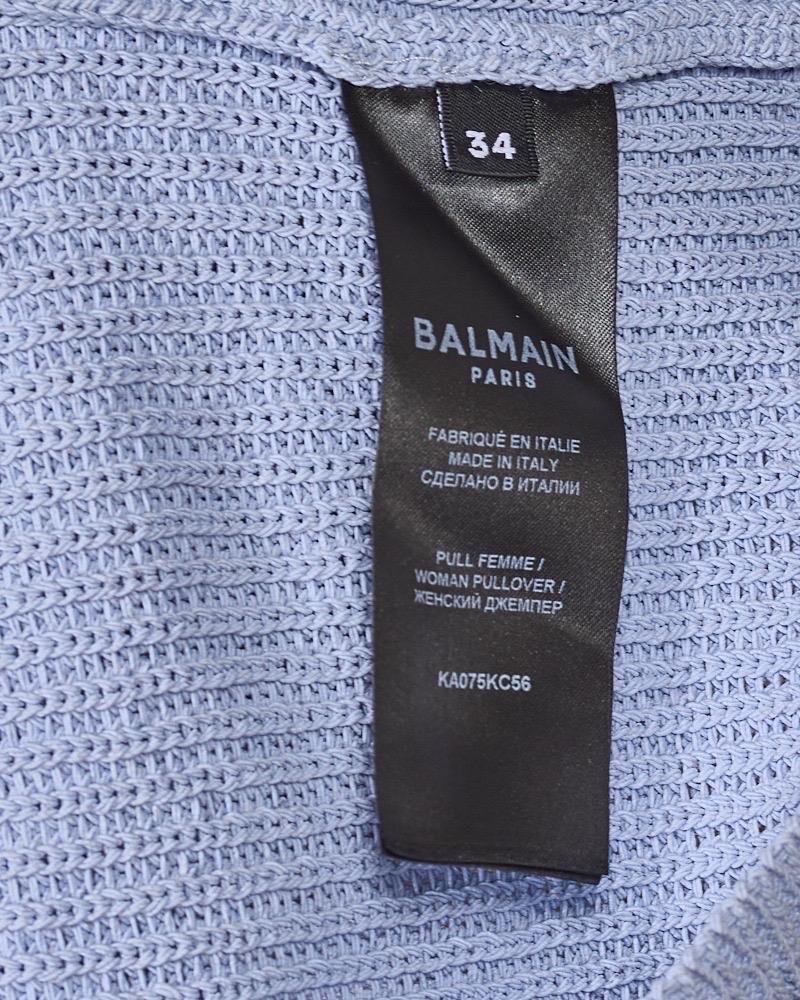 34
BALMAIN
PARIS
FABRIQUÉ EN ITALIE
MADE IN ITALY
СДЕЛАНО В ИТАЛИИ
PULL FEMME /
WOMAN PULLOVER /
ЖЕНСКИЙ ДЖЕМПЕР
KA075KC56